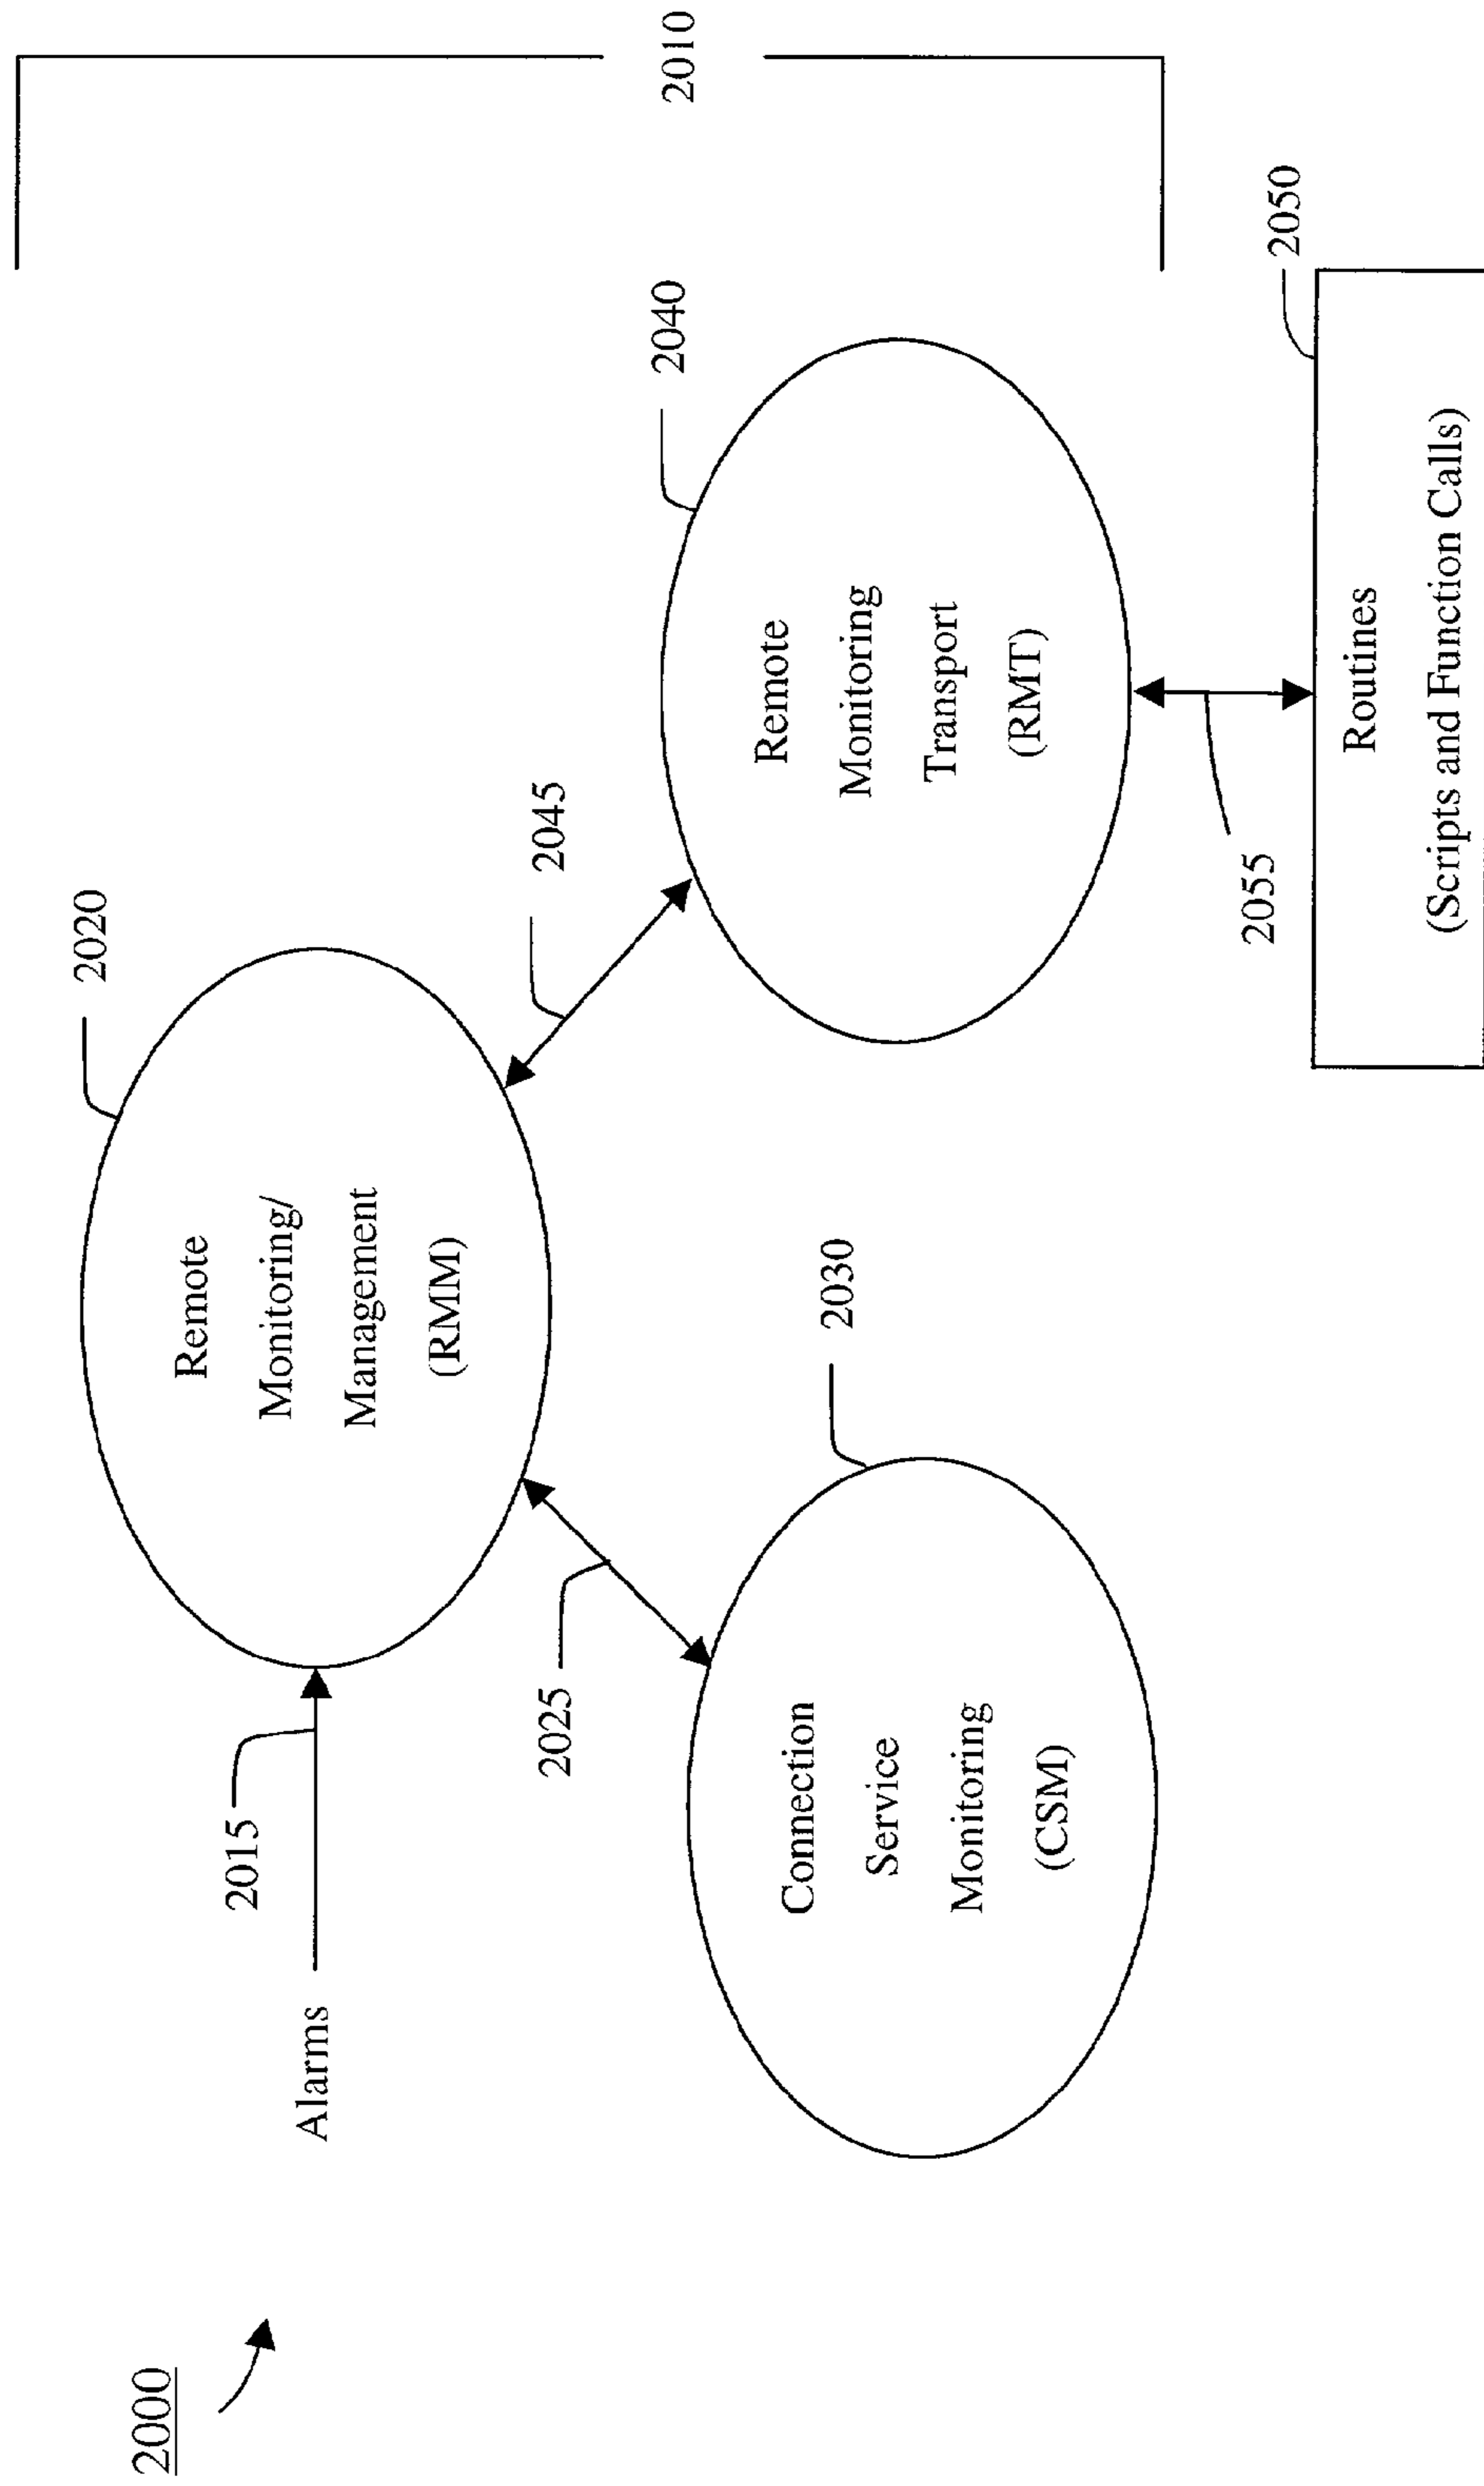 2000
Alarms
2015
2020
Remote
Monitoring/
Management
(RMM)
2025
2045
2010
2030
Connection
Service
Monitoring
(CSM)
2040
Remote
Monitoring
Transport
(RMT)
2055
2050
Routines
(Scripts and Function Calls)